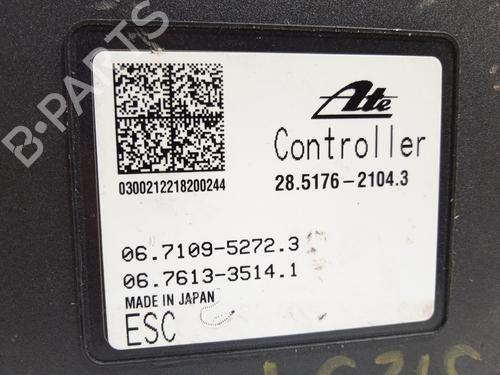 B-PARTS
Ate
Controller
0300212218200244
28.5176-2104.3
06.7109-5272.3
06.7613-3514.1
MADE IN JAPAN
ESC